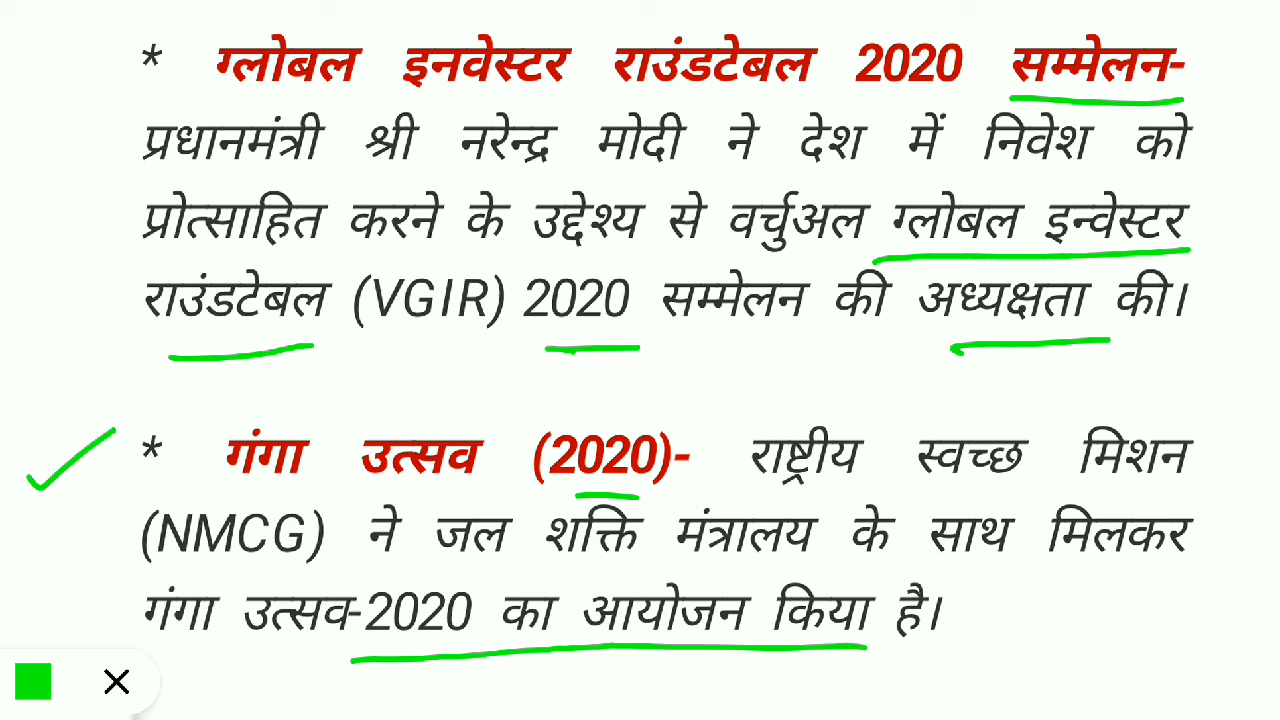 * ग्लोबल इनवेस्टर राउंडटेबल 2020 सम्मेलन-
प्रधानमंत्री श्री नरेन्द्र मोदी ने देश में निवेश को
प्रोत्साहित करने के उद्देश्य से वर्चुअल ग्लोबल इन्वेस्टर
राउंडटेबल (VGIR) 2020 सम्मेलन की अध्यक्षता की।
* गंगा उत्सव (2020)- राष्ट्रीय स्वच्छ मिशन
(NMCG) ने जल शक्ति मंत्रालय के साथ मिलकर
गंगा उत्सव-2020 का आयोजन किया है।